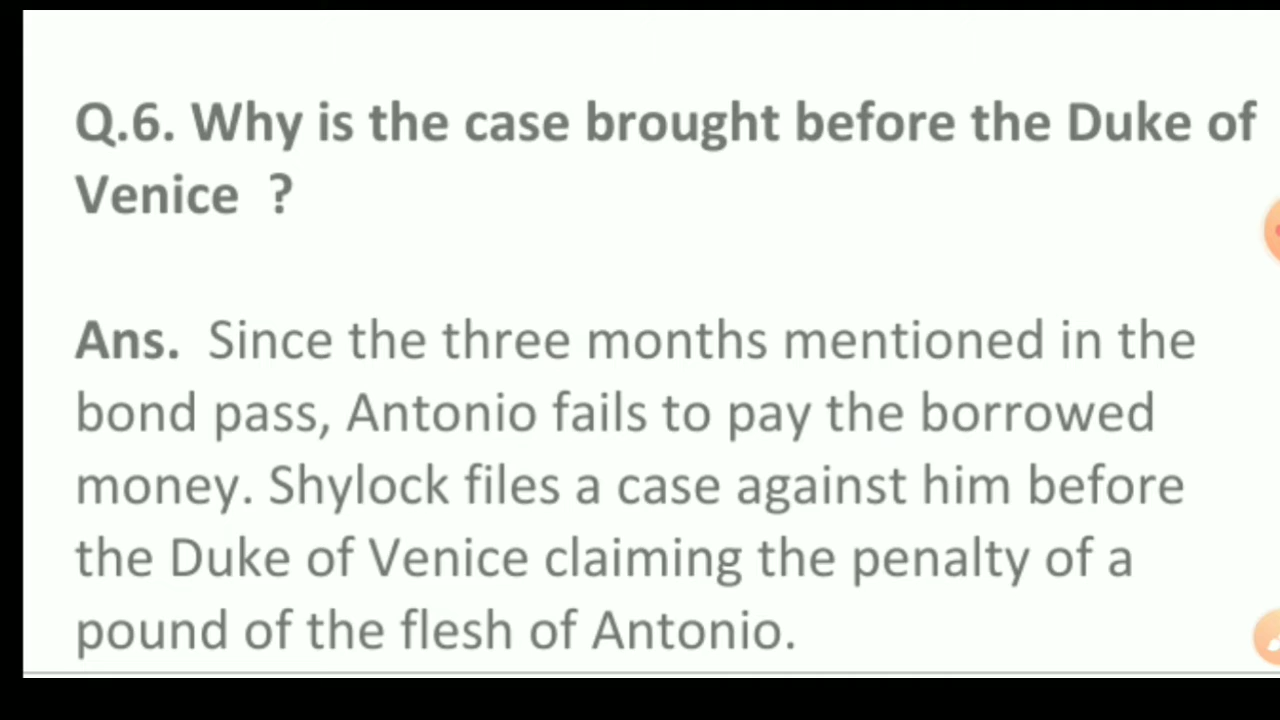 Q.6. Why is the case brought before the Duke of
Venice ?
Ans. Since the three months mentioned in the
bond pass, Antonio fails to pay the borrowed
money. Shylock files a case against him before
the Duke of Venice claiming the penalty of a
pound of the flesh of Antonio.